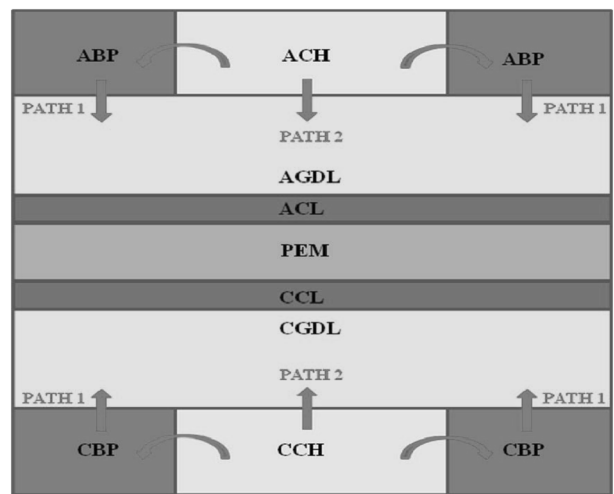 ABP ACH ABP
PATH 1 PATH 1
PATH 2
AGDL
ACL
PEM
CCL
CGDL
PATH 2
PATH 1 PATH 1
CBP CCH CBP